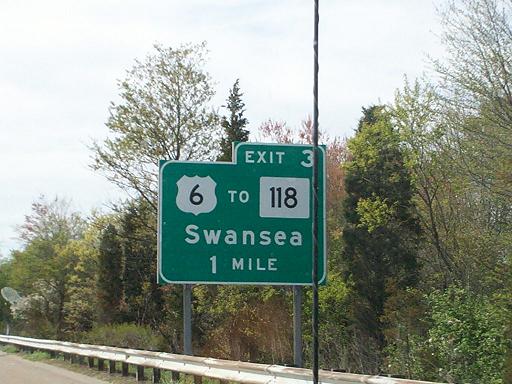 EXIT 3
6 TO 118
Swansea
1 MILE